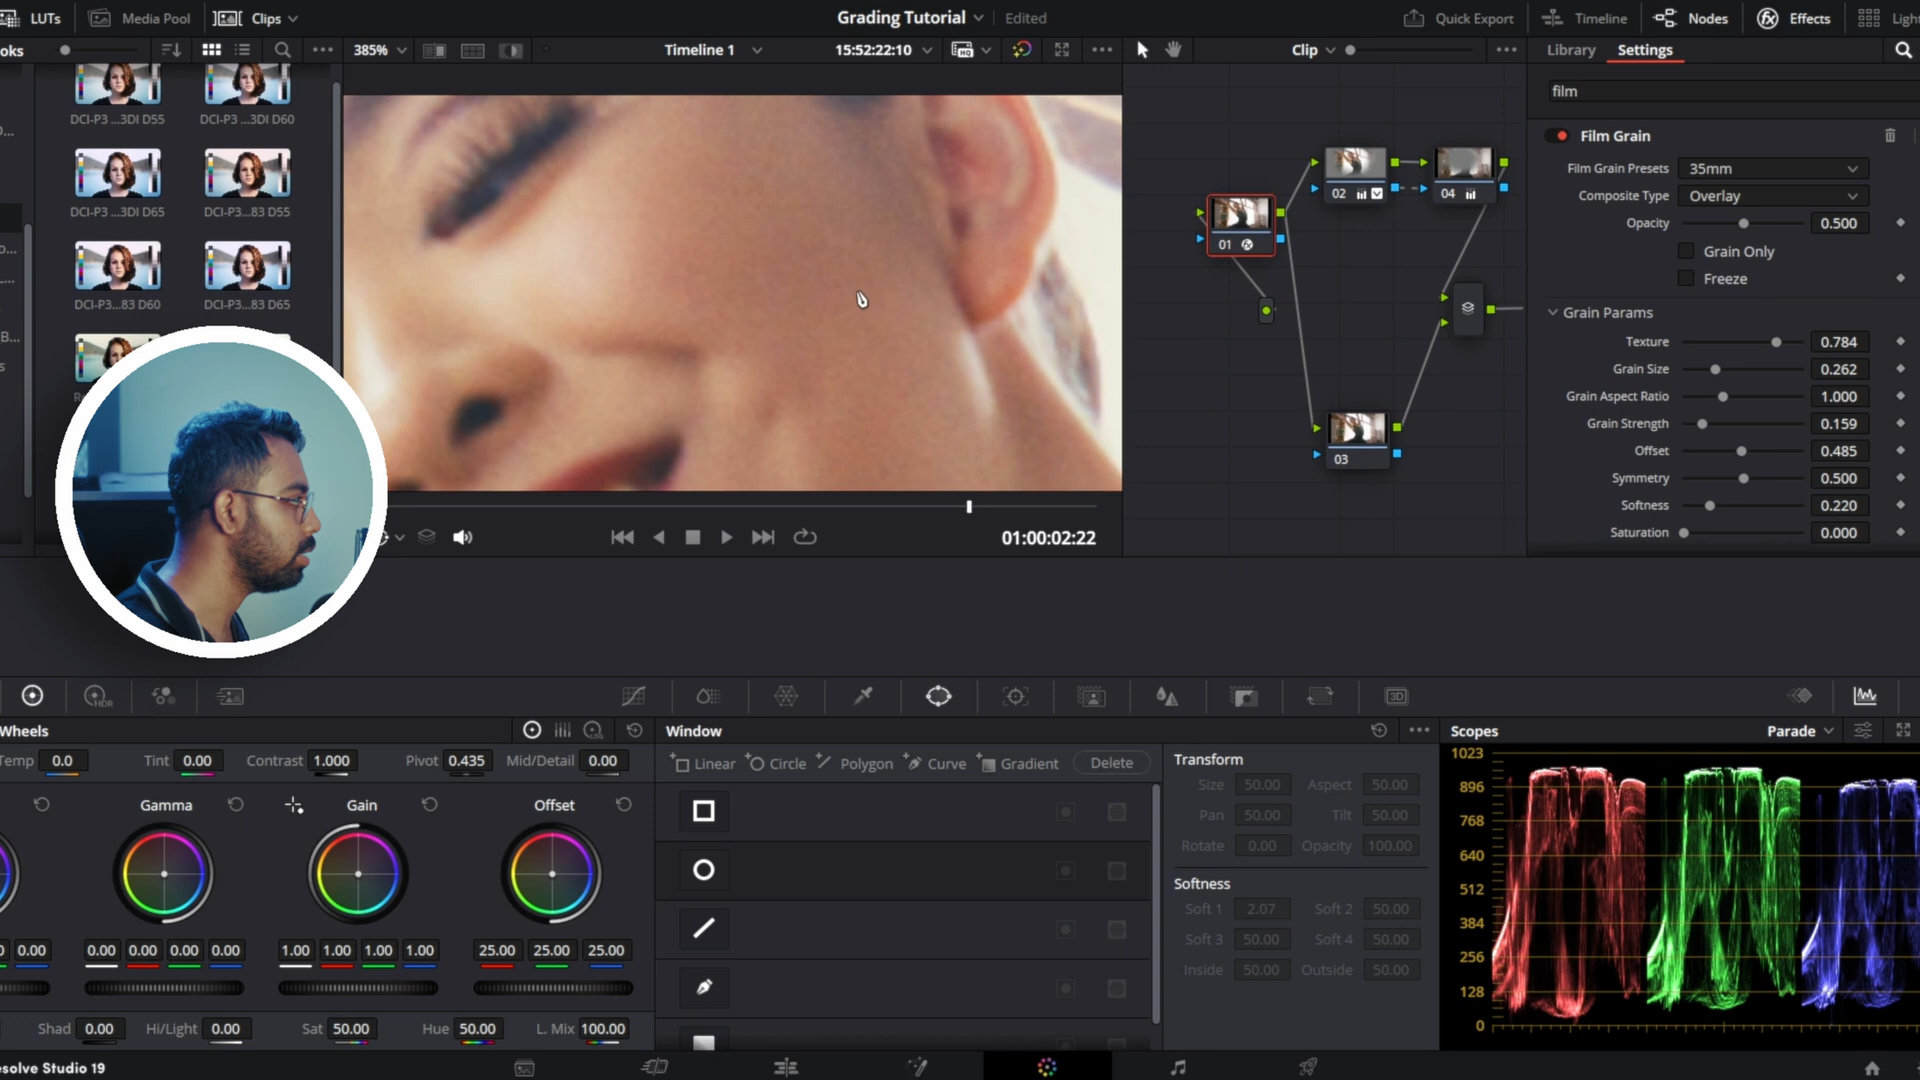 LUTs
Media Pool
Clips
Grading Tutorial
Edited
Quick Export
Timeline
Nodes
Effects
Light
oks
385%
Timeline 1
15:52:22:10
Clip
Library
Settings
film
DCI-P3 ...3DI D55
DCI-P3 ...3DI D60
DCI-P3 ...3DI D65
DCI-P3...83 D55
DCI-P3...83 D60
DCI-P3...83 D65
Film Grain
Film Grain Presets
35mm
Composite Type
Overlay
Opacity
0.500
Grain Only
Freeze
Grain Params
Texture
0.784
Grain Size
0.262
Grain Aspect Ratio
1.000
Grain Strength
0.159
Offset
0.485
Symmetry
0.500
Softness
0.220
Saturation
0.000
01
02
04
03
01:00:02:22
HDR
3D
Wheels
LOG
Temp 0.0 Tint 0.00 Contrast 1.000 Pivot 0.435 Mid/Detail 0.00
Gamma
Gain
Offset
0.00
0.00 0.00 0.00 0.00
1.00 1.00 1.00 1.00
25.00 25.00 25.00
Shad 0.00 Hi/Light 0.00 Sat 50.00 Hue 50.00 L. Mix 100.00
Window
Linear Circle Polygon Curve Gradient Delete
Transform
Size 50.00 Aspect 50.00
Pan 50.00 Tilt 50.00
Rotate 0.00 Opacity 100.00
Softness
Soft 1 2.07 Soft 2 50.00
Soft 3 50.00 Soft 4 50.00
Inside 50.00 Outside 50.00
Scopes
Parade
1023
896
768
640
512
384
256
128
0
esolve Studio 19